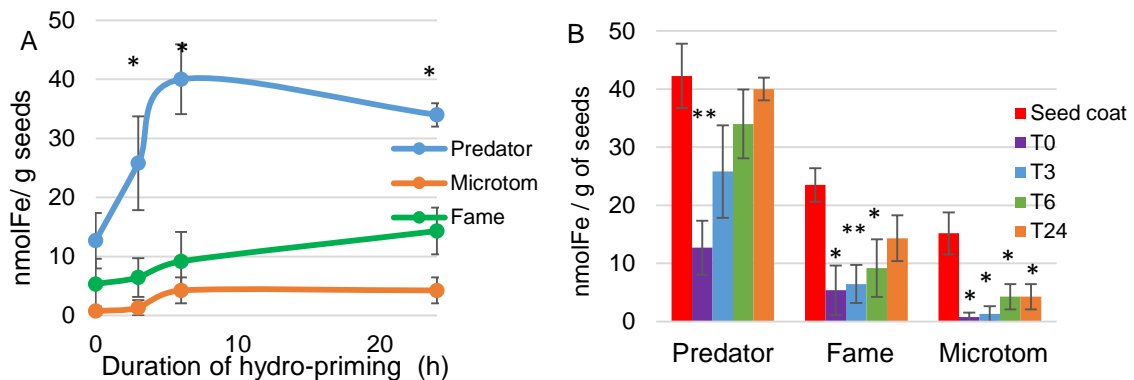 A
50
40
30
20
10
0
nmolFe/ g seeds
*
*
*
Predator
Microtom
Fame
0
10
20
Duration of hydro-priming (h)
B
50
40
30
20
10
0
nmolFe / g of seeds
**
*
**
*
*
*
*
*
Seed coat
T0
T3
T6
T24
Predator
Fame
Microtom